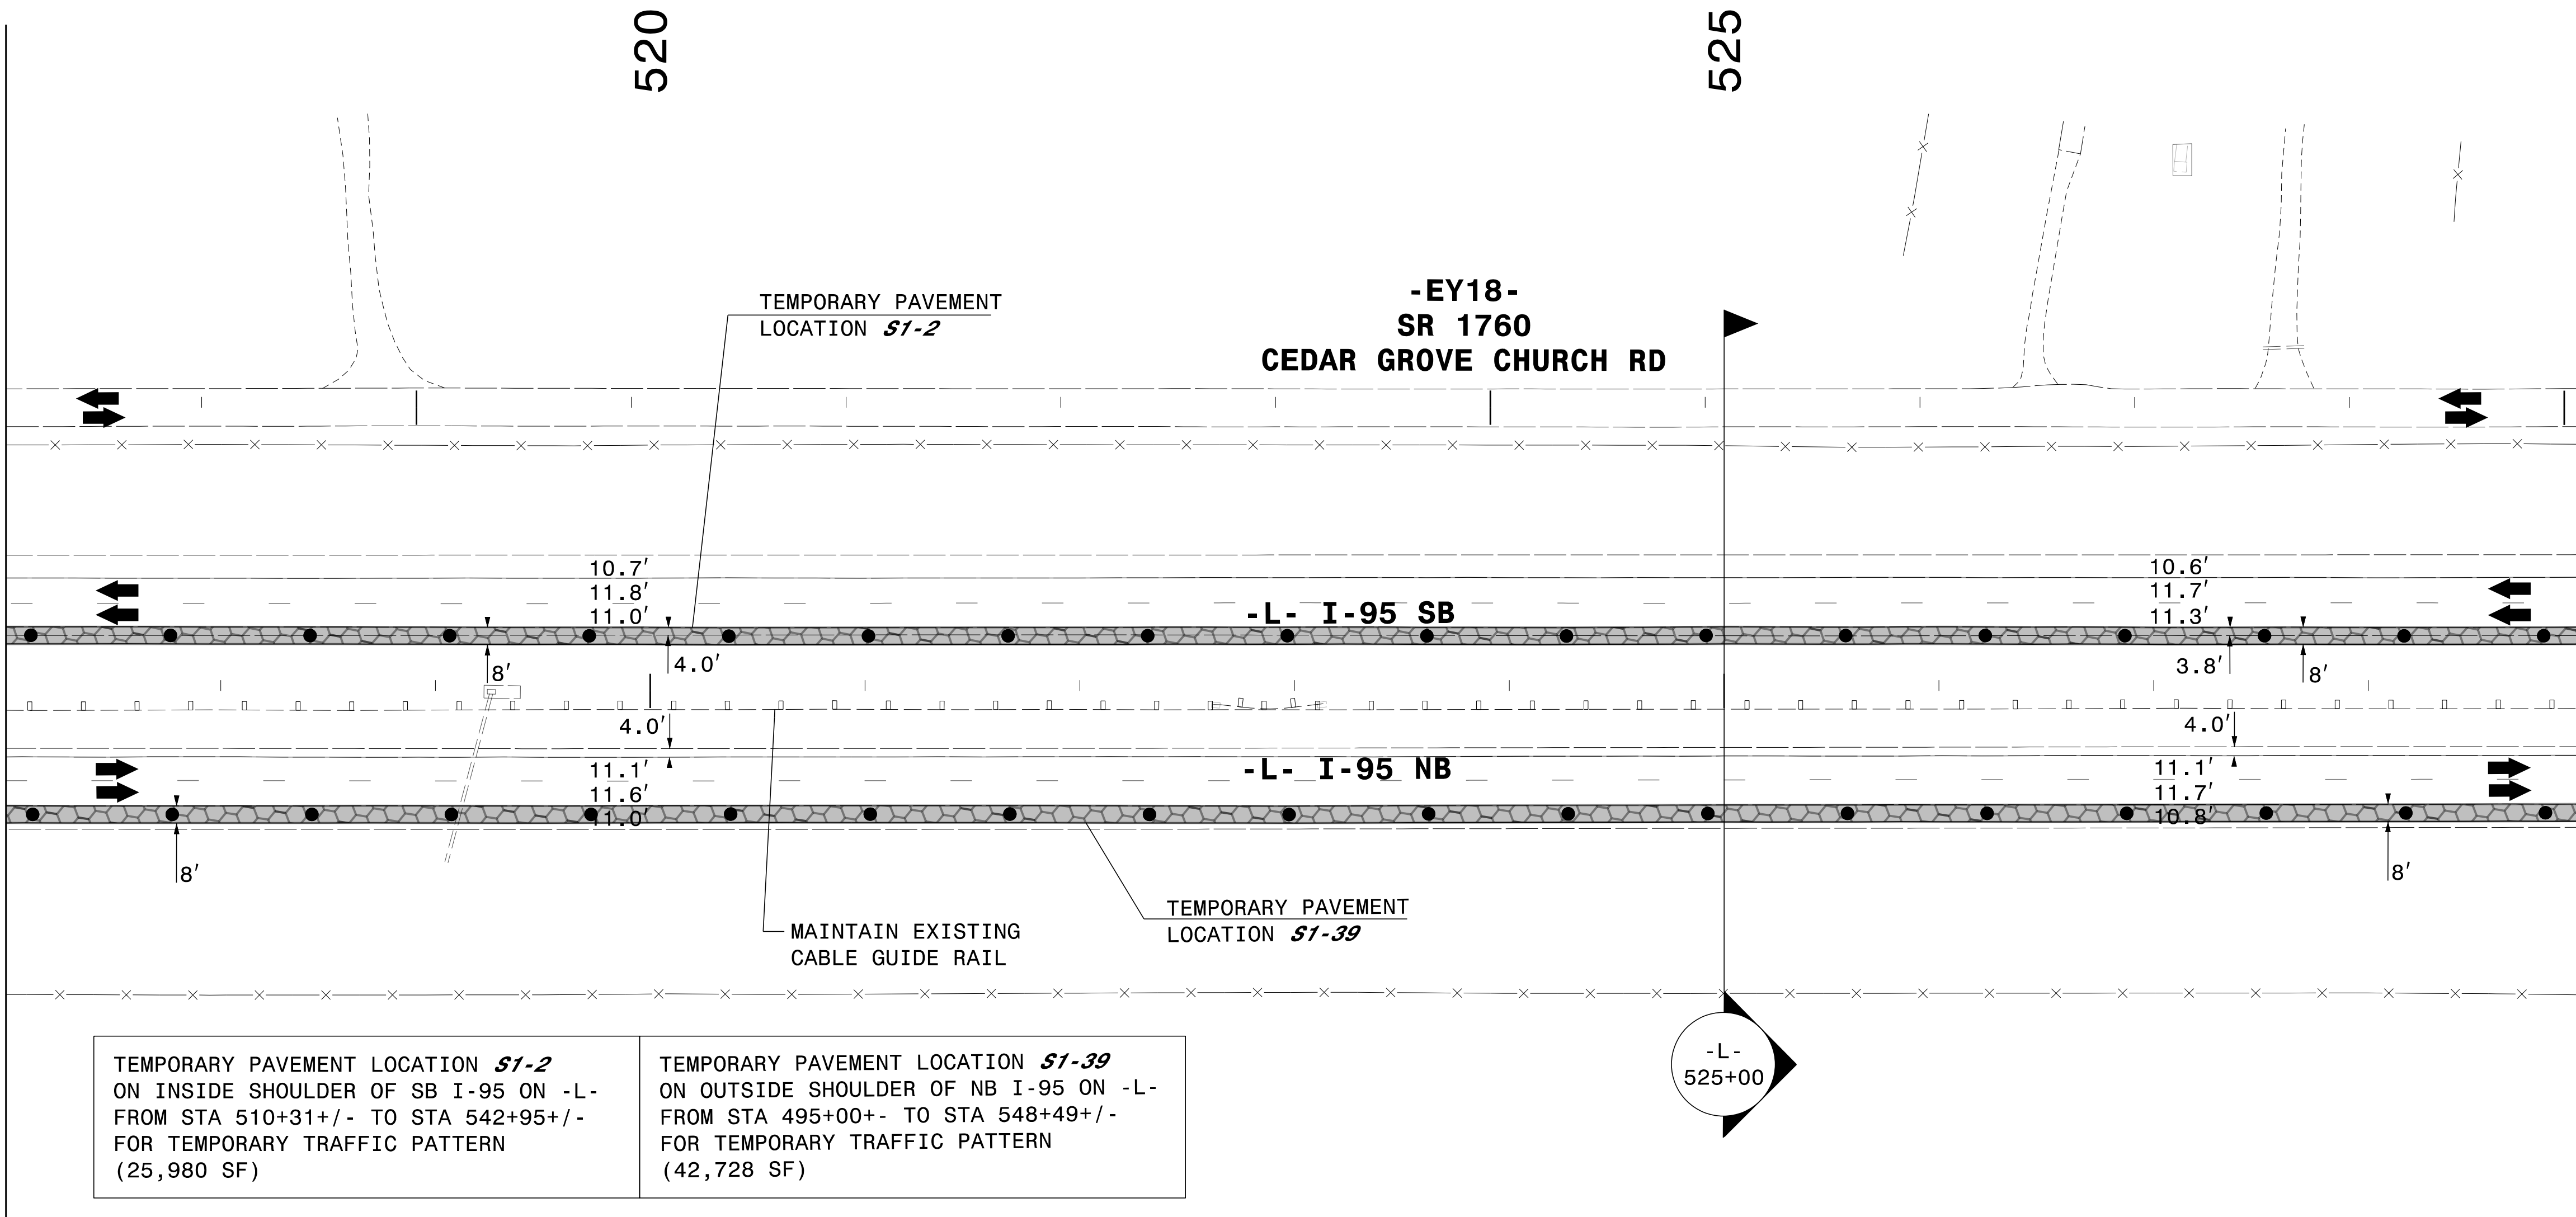 520
525
TEMPORARY PAVEMENT
LOCATION S1-2
-EY18-
SR 1760
CEDAR GROVE CHURCH RD
10.7'
11.8'
11.0'
10.6'
11.7'
11.3'
-L- I-95 SB
8'
4.0'
3.8'
8'
4.0'
4.0'
11.1'
11.6'
11.0'
-L- I-95 NB
11.1'
11.7'
10.8'
8'
8'
MAINTAIN EXISTING
CABLE GUIDE RAIL
TEMPORARY PAVEMENT
LOCATION S1-39
TEMPORARY PAVEMENT LOCATION S1-2
ON INSIDE SHOULDER OF SB I-95 ON -L-
FROM STA 510+31+/- TO STA 542+95+/-
FOR TEMPORARY TRAFFIC PATTERN
(25,980 SF)
TEMPORARY PAVEMENT LOCATION S1-39
ON OUTSIDE SHOULDER OF NB I-95 ON -L-
FROM STA 495+00+- TO STA 548+49+/-
FOR TEMPORARY TRAFFIC PATTERN
(42,728 SF)
-L-
525+00